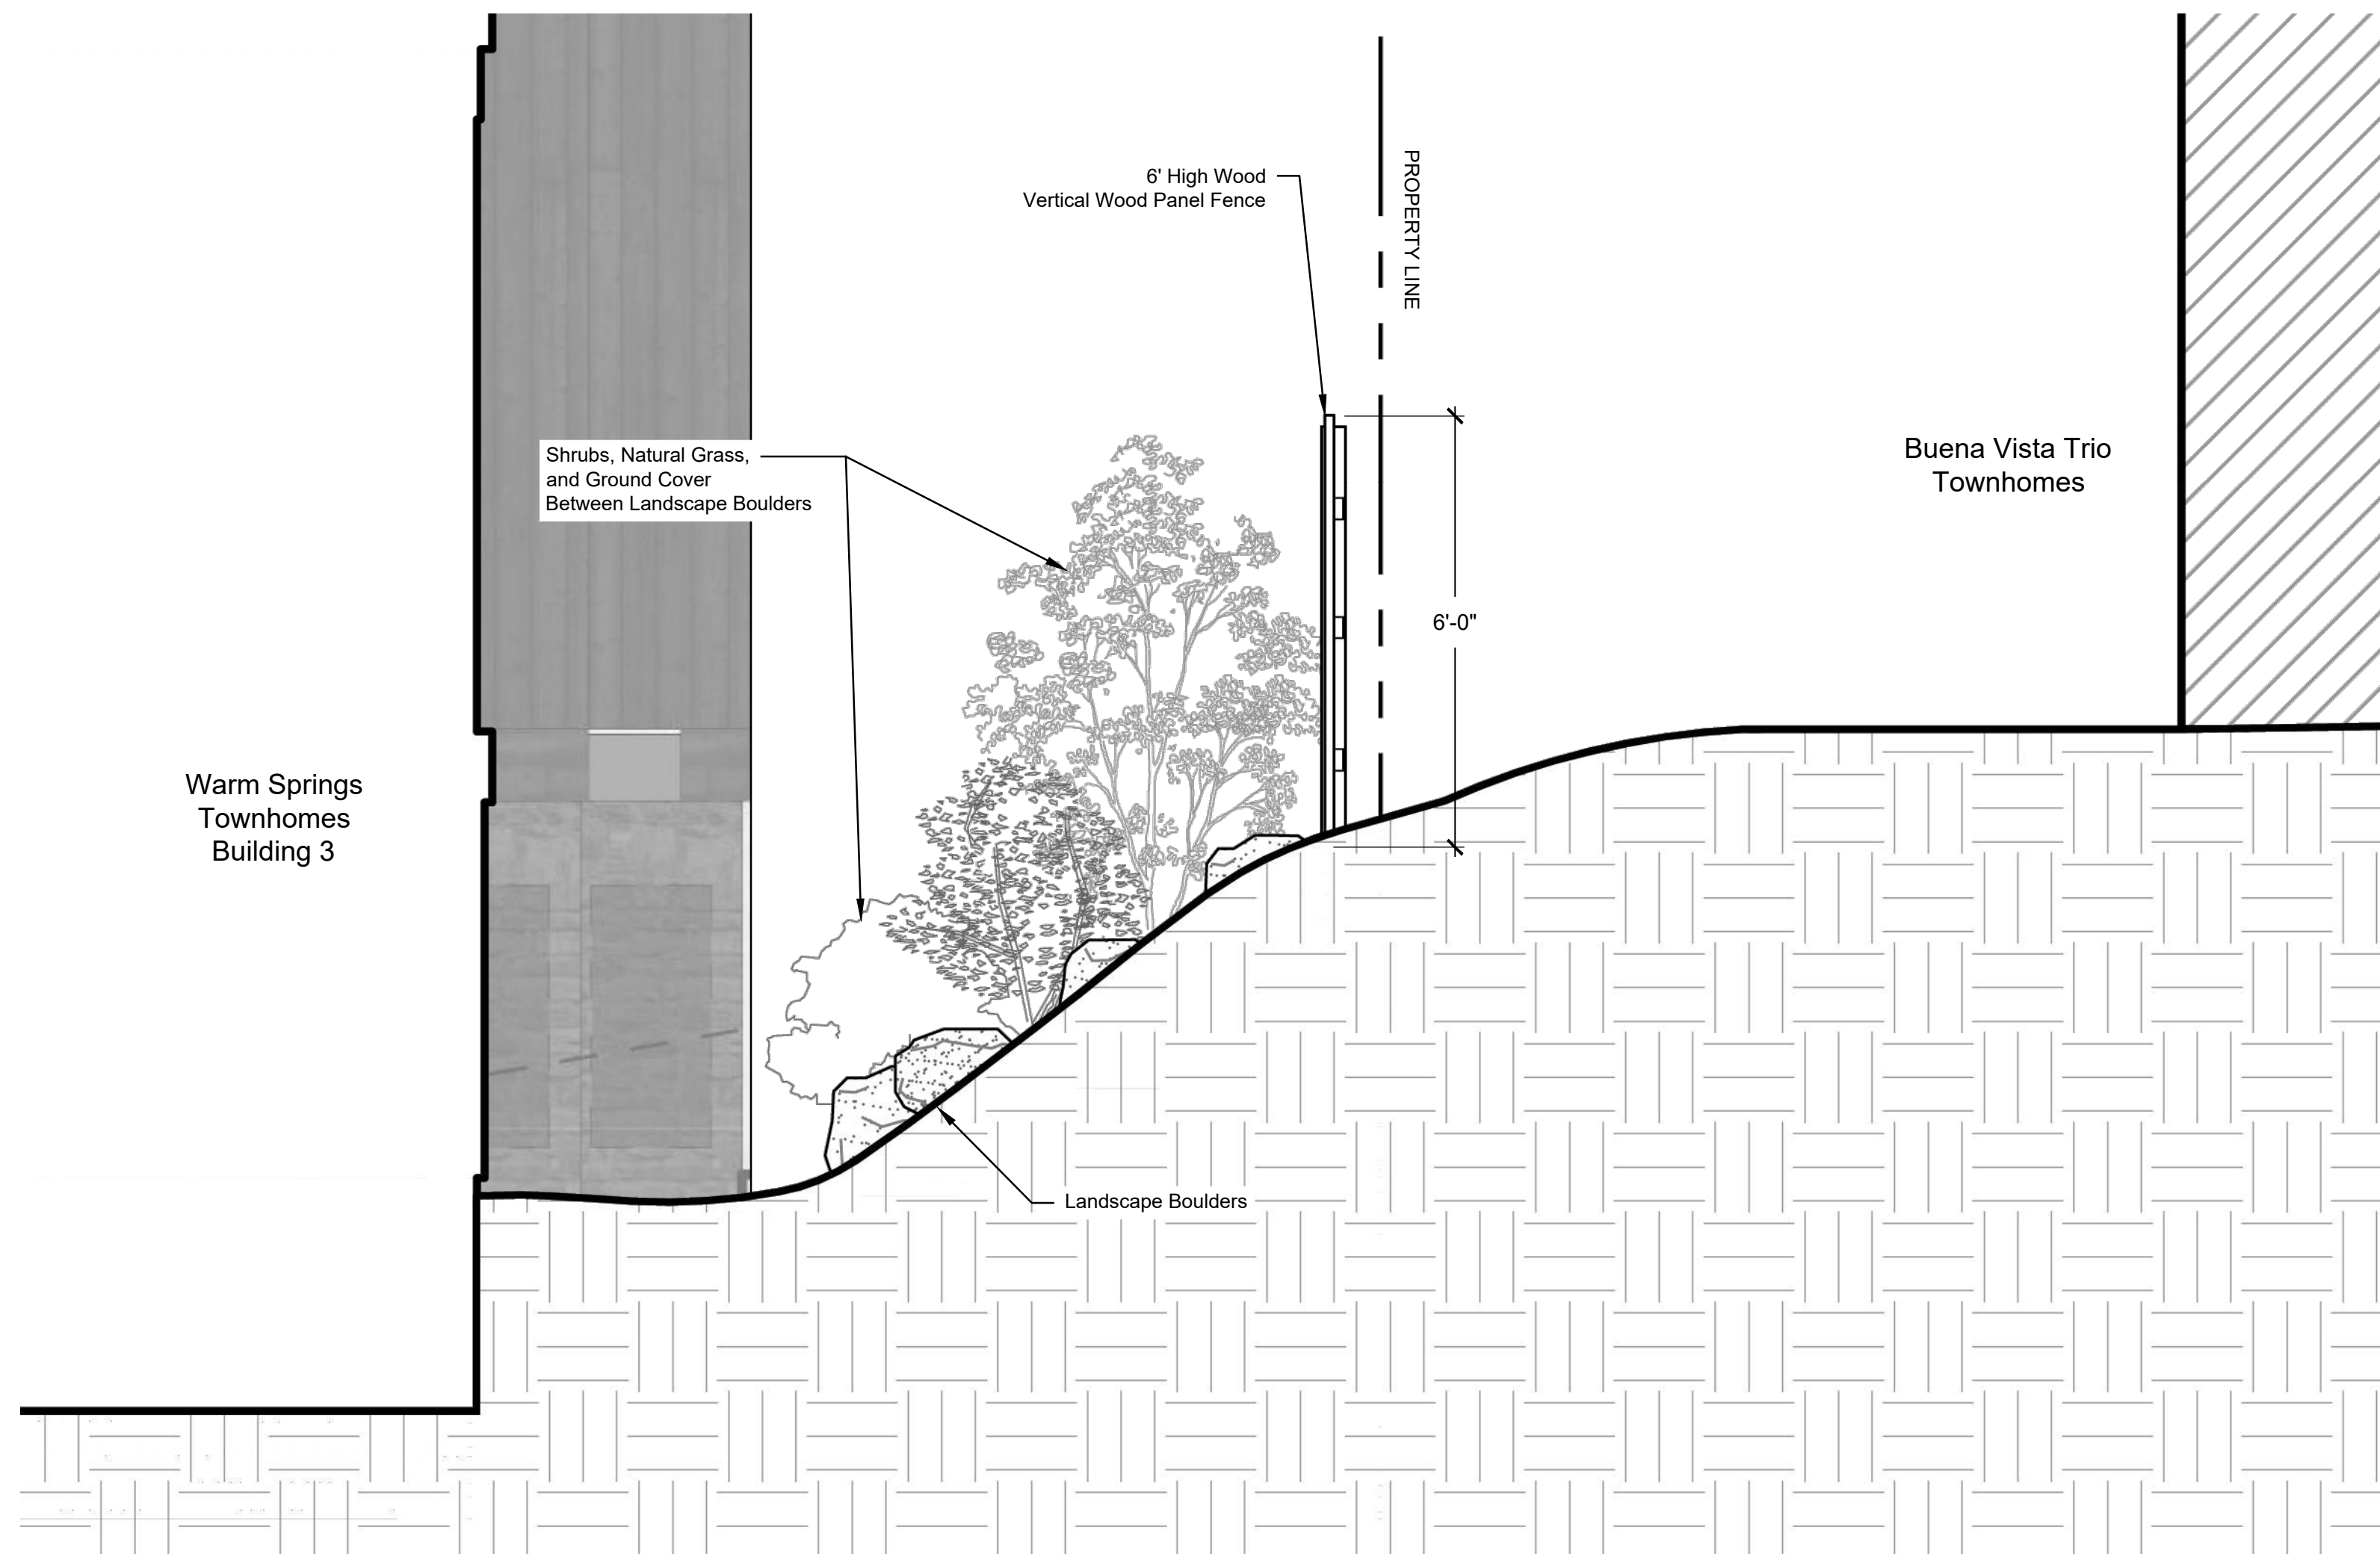 6' High Wood
Vertical Wood Panel Fence
PROPERTY LINE
Shrubs, Natural Grass,
and Ground Cover
Between Landscape Boulders
Buena Vista Trio
Townhomes
6'-0"
Warm Springs
Townhomes
Building 3
Landscape Boulders